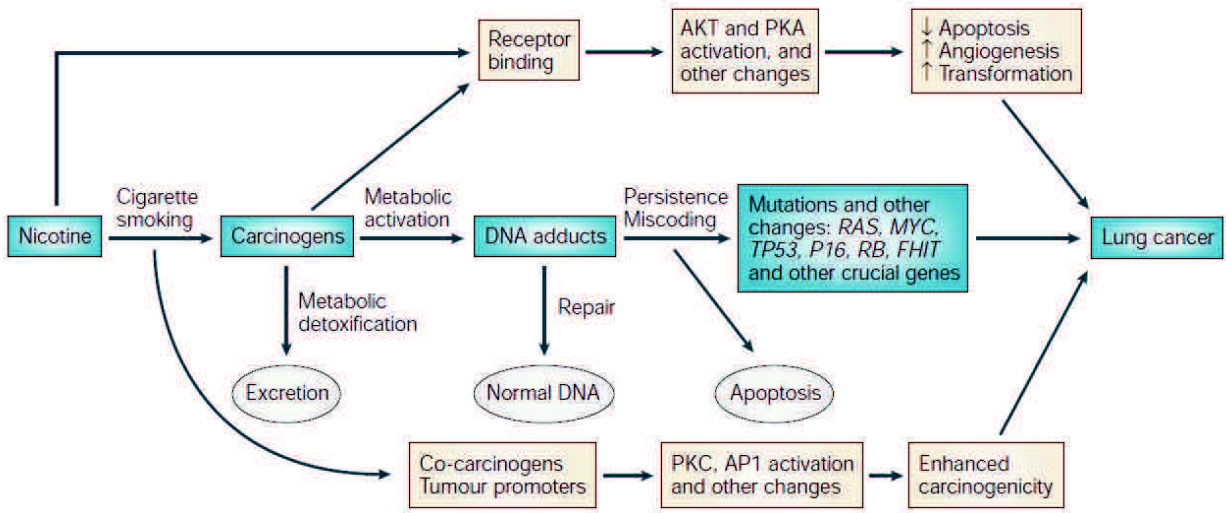 Receptor
binding
AKT and PKA
activation, and
other changes
↓ Apoptosis
↑ Angiogenesis
↑ Transformation
Nicotine
Cigarette
smoking
Carcinogens
Metabolic
activation
DNA adducts
Persistence
Miscoding
Mutations and other
changes: RAS, MYC,
TP53, P16, RB, FHIT
and other crucial genes
Lung cancer
Metabolic
detoxification
Repair
Excretion
Normal DNA
Apoptosis
Co-carcinogens
Tumour promoters
PKC, AP1 activation
and other changes
Enhanced
carcinogenicity